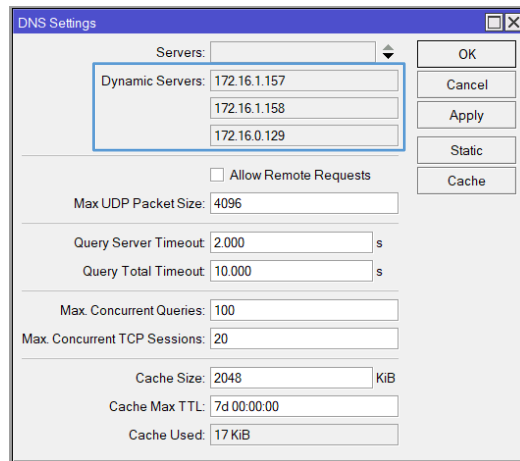 DNS Settings
Servers:
OK
Dynamic Servers: 172.16.1.157
Cancel
172.16.1.158
Apply
172.16.0.129
Static
Allow Remote Requests
Cache
Max UDP Packet Size: 4096
Query Server Timeout: 2.000 s
Query Total Timeout: 10.000 s
Max. Concurrent Queries: 100
Max. Concurrent TCP Sessions: 20
Cache Size: 2048 KiB
Cache Max TTL: 7d 00:00:00
Cache Used: 17 KiB